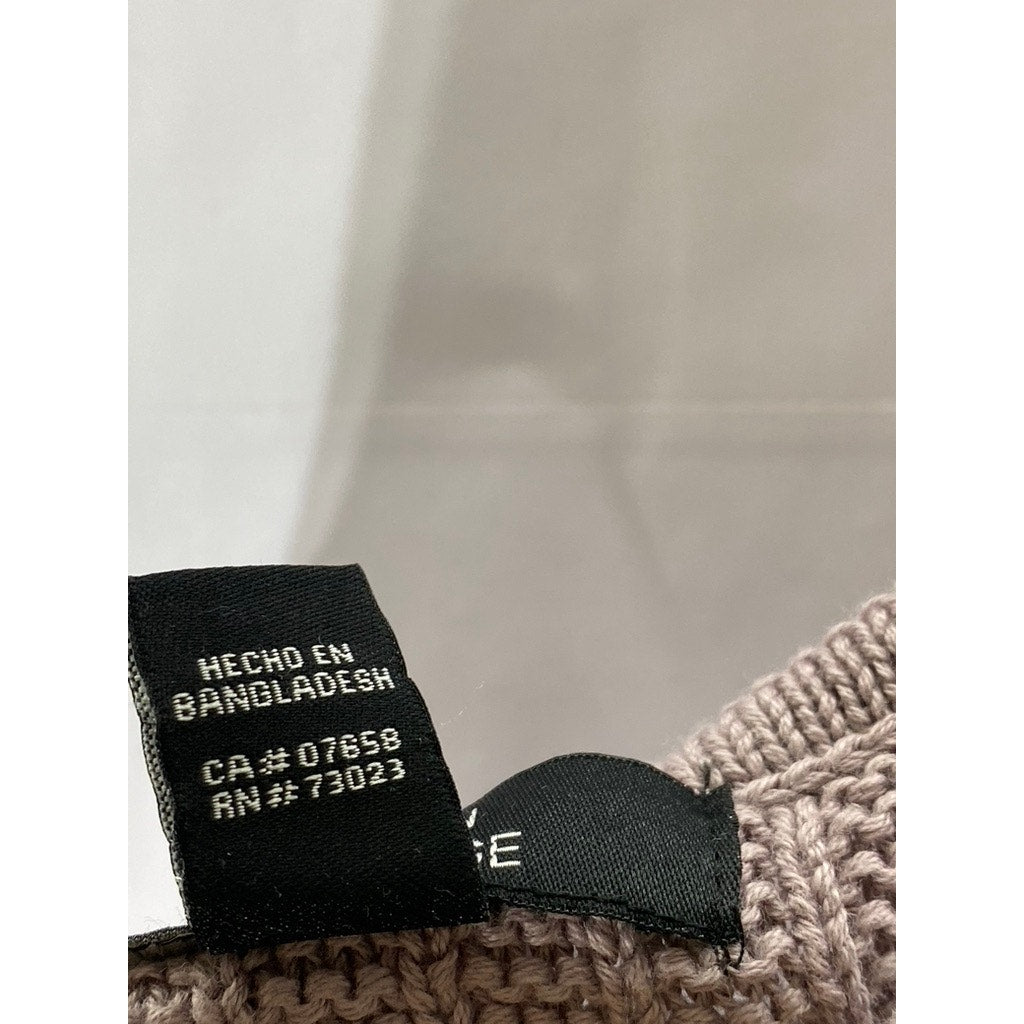 HECHO EN
BANGLADESH
CA# 07658
RN# 73023